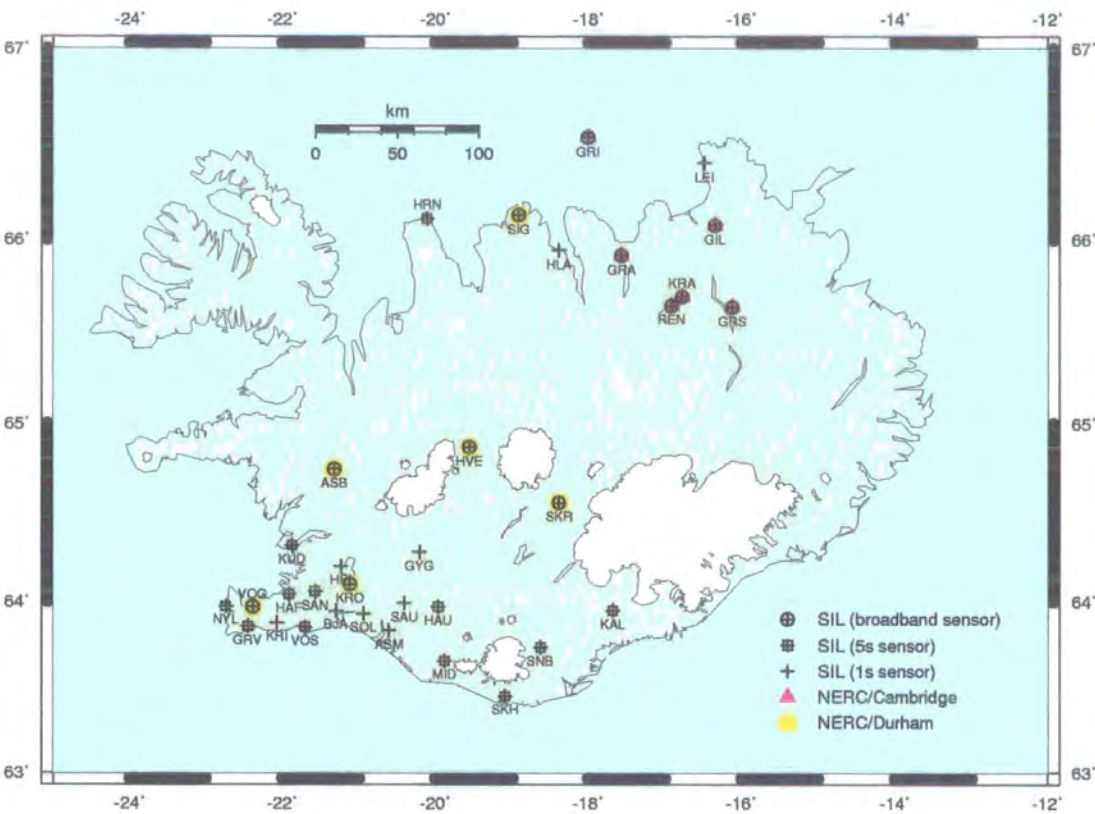 -24° -22° -20° -18° -16° -14° -12°
67° 67°
km
0 50 100
GRI
LEI
HRN
SIG
66° 66°
GIL
HLA
GRA
KRA
REN
GRS
65° 65°
HVE
ASB
SKR
KUD
GYG
KRO
64° 64°
VOG
HAF
SAN
NYL
BJA
SOL
SAU
HAU
KAL
GRV
KRI
VOS
ASM
MID
SNB
SKH
SIL (broadband sensor)
SIL (5s sensor)
SIL (1s sensor)
NERC/Cambridge
NERC/Durham
63° 63°
-24° -22° -20° -18° -16° -14° -12°